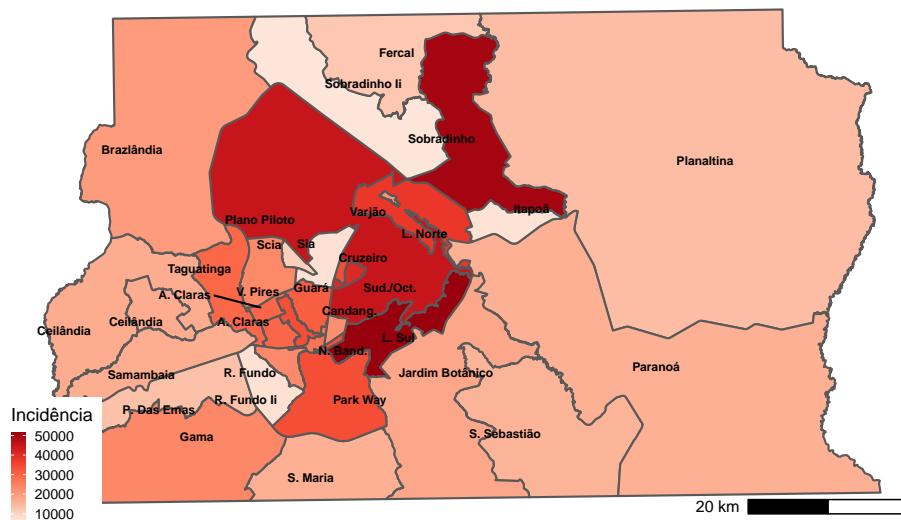 Fercal
Sobradinho Ii
Sobradinho
Brazlândia
Planaltina
Itapoã
Varjão
Plano Piloto
L. Norte
Scia
Sia
Cruzeiro
Taguatinga
A. Claras
V. Pires
Guará
Sud./Oct.
Candang.
Ceilândia
Ceilândia
A. Claras
L. Sul
N. Band.
Samambaia
R. Fundo
Jardim Botânico
Paranoá
R. Fundo Ii
Park Way
P. Das Emas
Gama
S. Sebastião
S. Maria
Incidência
50000
40000
30000
20000
10000
20 km